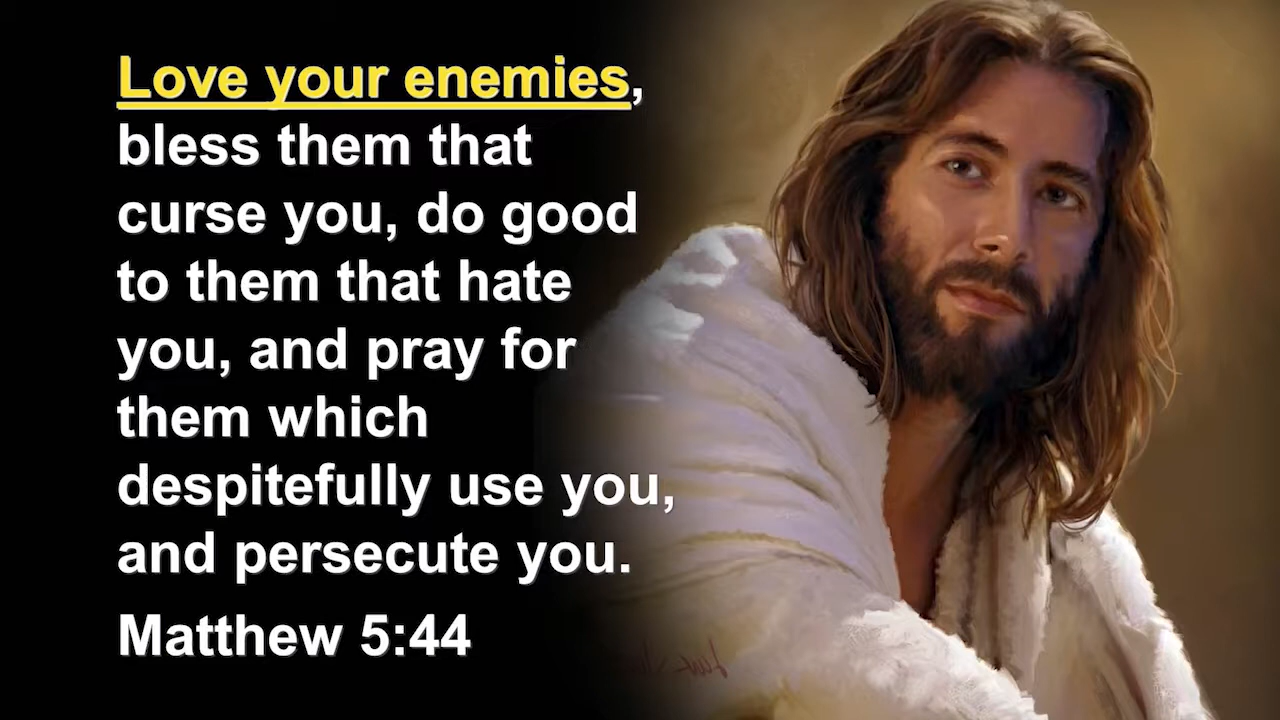 Love your enemies,
bless them that
curse you, do good
to them that hate
you, and pray for
them which
despitefully use you,
and persecute you.
Matthew 5:44